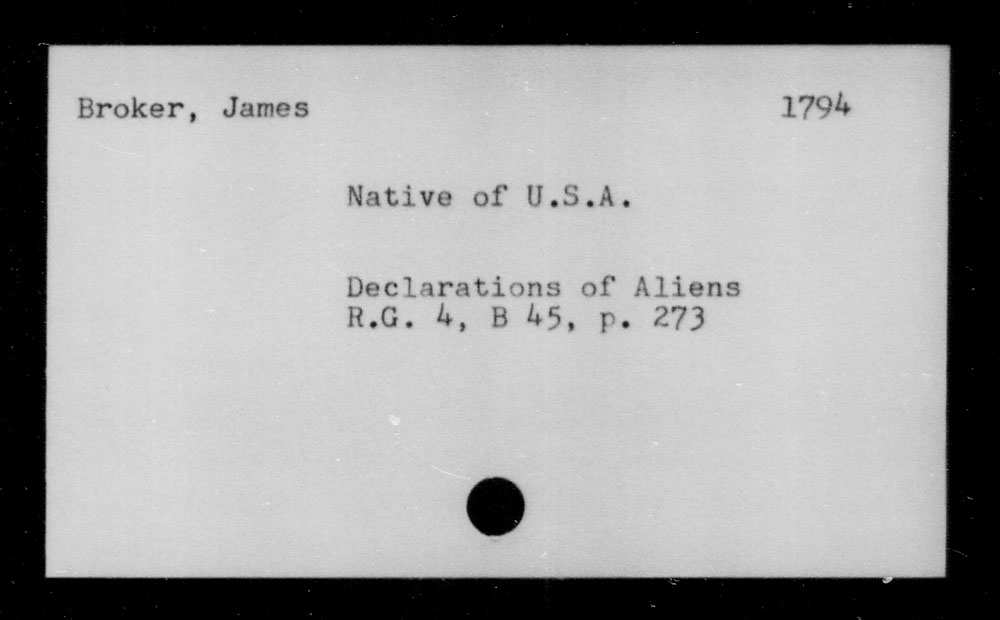 Broker, James 1794
Native of U.S.A.
Declarations of Aliens
R.G. 4, B 45, p. 273